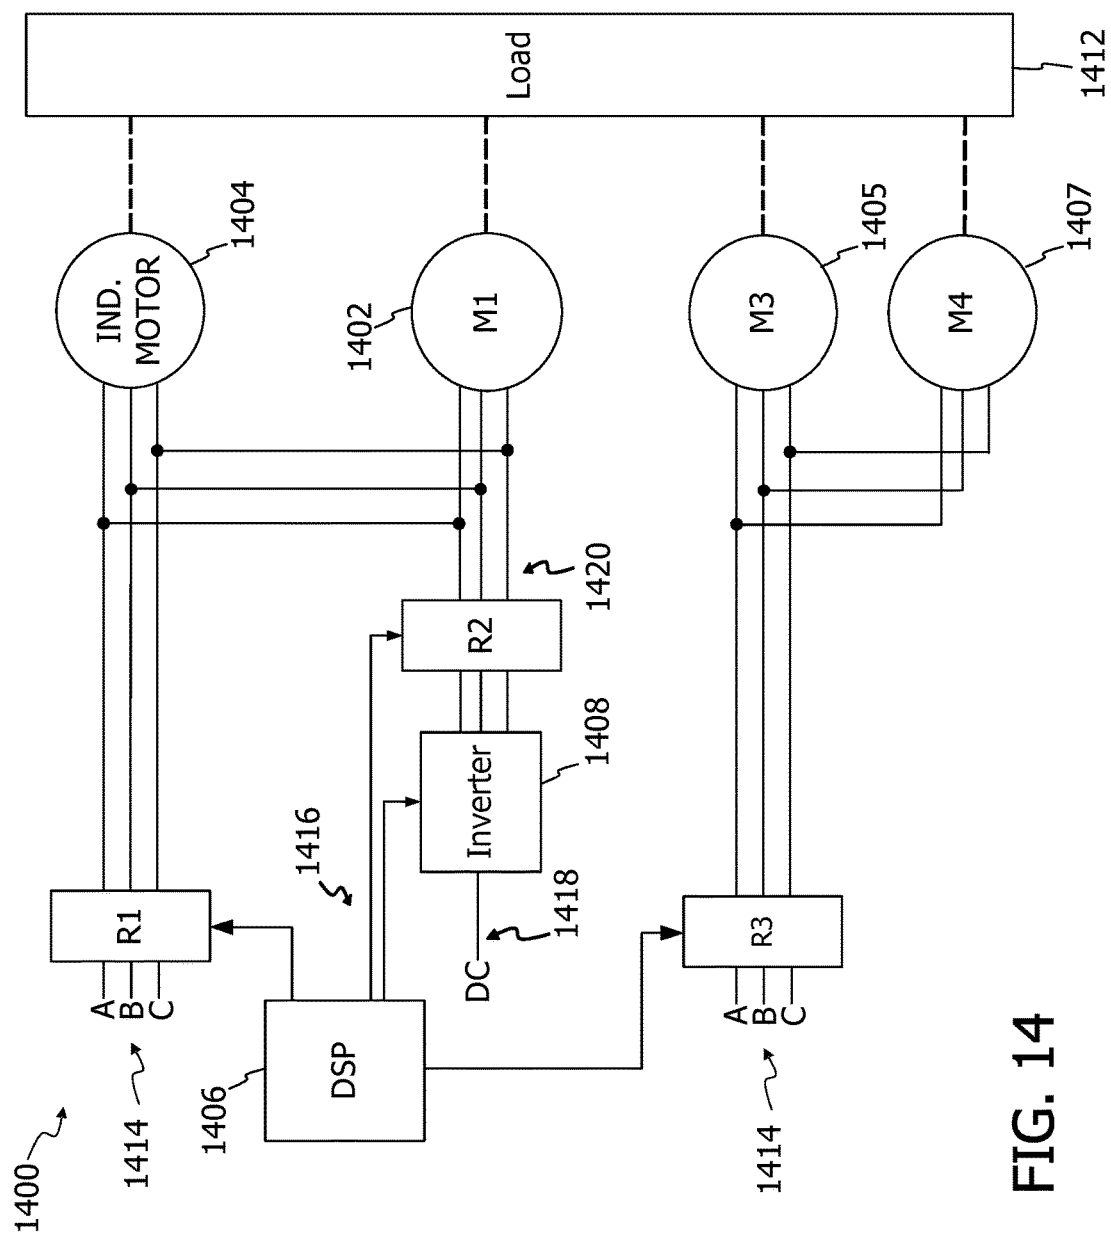 1400
1414
A
B
C
R1
IND.
MOTOR
1404
1406
DSP
1416
DC
1418
Inverter
1408
R2
1420
1402
M1
Load
1412
1414
A
B
C
R3
M3
1405
M4
1407
FIG. 14